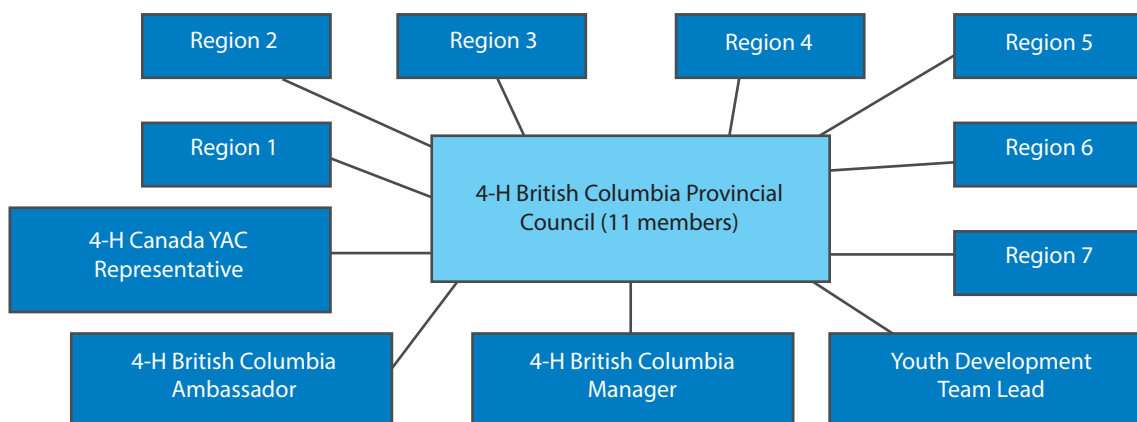 Region 2
Region 3
Region 4
Region 5
Region 1
4-H British Columbia Provincial
Council (11 members)
Region 6
4-H Canada YAC
Representative
Region 7
4-H British Columbia
Ambassador
4-H British Columbia
Manager
Youth Development
Team Lead